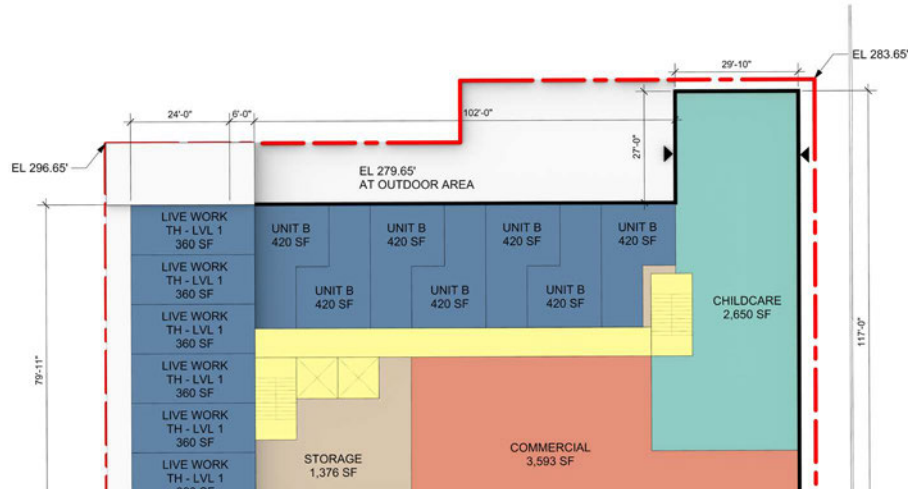 EL 283.65'
29'-10"
24'-0"
6'-0"
102'-0"
27'-0"
EL 296.65'
EL 279.65'
AT OUTDOOR AREA
LIVE WORK
TH - LVL 1
360 SF
UNIT B
420 SF
UNIT B
420 SF
UNIT B
420 SF
UNIT B
420 SF
LIVE WORK
TH - LVL 1
360 SF
UNIT B
420 SF
UNIT B
420 SF
UNIT B
420 SF
CHILDCARE
2,650 SF
LIVE WORK
TH - LVL 1
360 SF
117'-0"
79'-11"
LIVE WORK
TH - LVL 1
360 SF
LIVE WORK
TH - LVL 1
360 SF
STORAGE
1,376 SF
COMMERCIAL
3,593 SF
LIVE WORK
TH - LVL 1